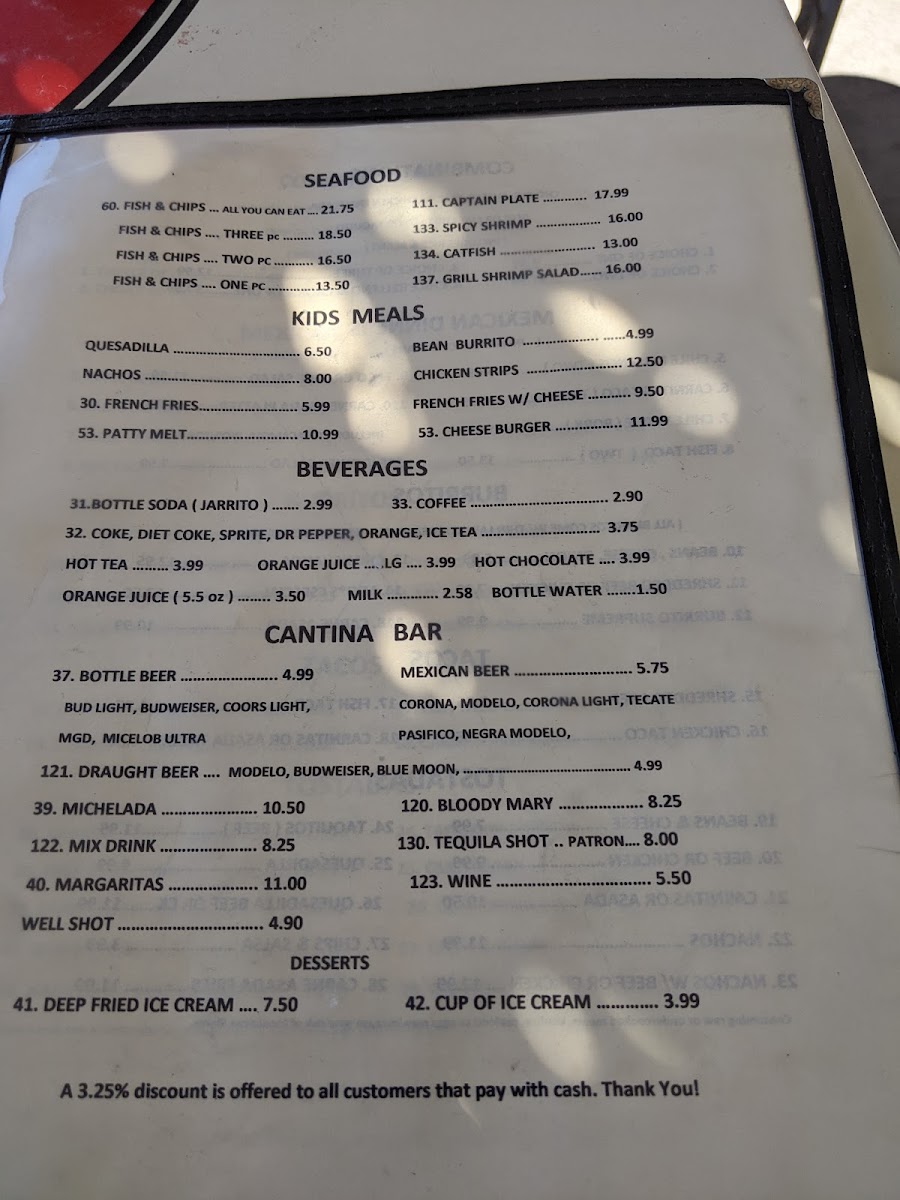 SEAFOOD
60. FISH & CHIPS ... ALL YOU CAN EAT .... 21.75
111. CAPTAIN PLATE ............ 17.99
FISH & CHIPS .... THREE pc ......... 18.50
133. SPICY SHRIMP .................. 16.00
FISH & CHIPS .... TWO PC ........... 16.50
134. CATFISH .......................... 13.00
FISH & CHIPS .... ONE PC .............13.50
137. GRILL SHRIMP SALAD...... 16.00
KIDS MEALS
QUESADILLA ................................ 6.50
BEAN BURRITO ................... ......4.99
NACHOS ....................................... 8.00
CHICKEN STRIPS ........................ 12.50
30. FRENCH FRIES......................... 5.99
FRENCH FRIES W/ CHEESE .......... 9.50
53. PATTY MELT............................ 10.99
53. CHEESE BURGER ................. 11.99
BEVERAGES
31.BOTTLE SODA ( JARRITO ) ....... 2.99
33. COFFEE ................................... 2.90
32. COKE, DIET COKE, SPRITE, DR PEPPER, ORANGE, ICE TEA .............................. 3.75
HOT TEA ......... 3.99 ORANGE JUICE .....LG .... 3.99 HOT CHOCOLATE .... 3.99
ORANGE JUICE ( 5.5 oz ) ........ 3.50 MILK ............ 2.58 BOTTLE WATER .......1.50
CANTINA BAR
37. BOTTLE BEER ........................ 4.99
MEXICAN BEER ............................. 5.75
BUD LIGHT, BUDWEISER, COORS LIGHT,
CORONA, MODELO, CORONA LIGHT, TECATE
MGD, MICELOB ULTRA
PASIFICO, NEGRA MODELO,
121. DRAUGHT BEER .... MODELO, BUDWEISER, BLUE MOON, ............................................. 4.99
39. MICHELADA ....................... 10.50
120. BLOODY MARY .................... 8.25
122. MIX DRINK ....................... 8.25
130. TEQUILA SHOT .. PATRON.... 8.00
40. MARGARITAS ..................... 11.00
123. WINE .................................. 5.50
WELL SHOT ................................ 4.90
DESSERTS
41. DEEP FRIED ICE CREAM .... 7.50
42. CUP OF ICE CREAM ............. 3.99
A 3.25% discount is offered to all customers that pay with cash. Thank You!